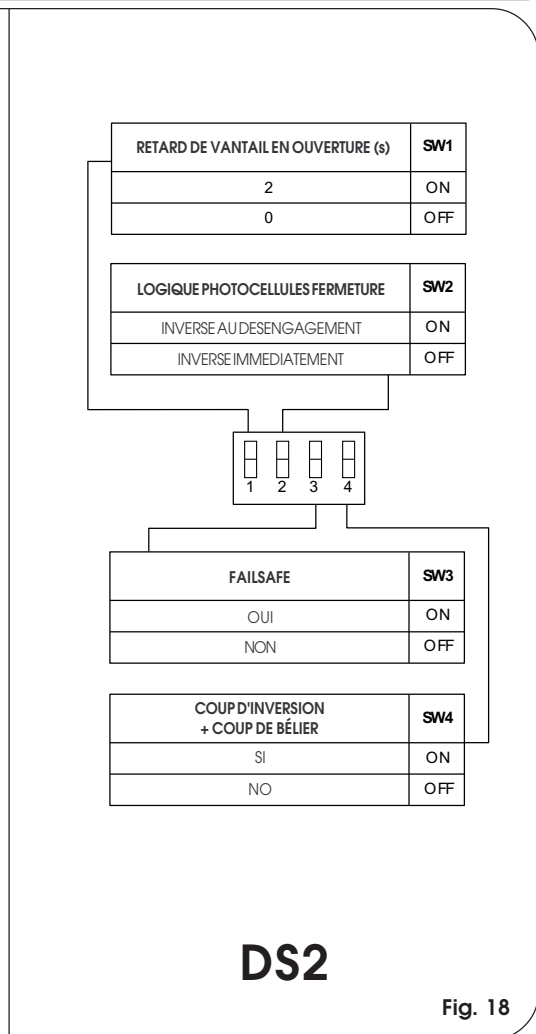 RETARD DE VANTAIL EN OUVERTURE (s) SW1
2 ON
0 OFF
LOGIQUE PHOTOCELLULES FERMETURE SW2
INVERSE AU DESENGAGEMENT ON
INVERSE IMMEDIATEMENT OFF
1 2 3 4
FAILSAFE SW3
OUI ON
NON OFF
COUP D'INVERSION
+ COUP DE BÉLIER SW4
SI ON
NO OFF
DS2
Fig. 18